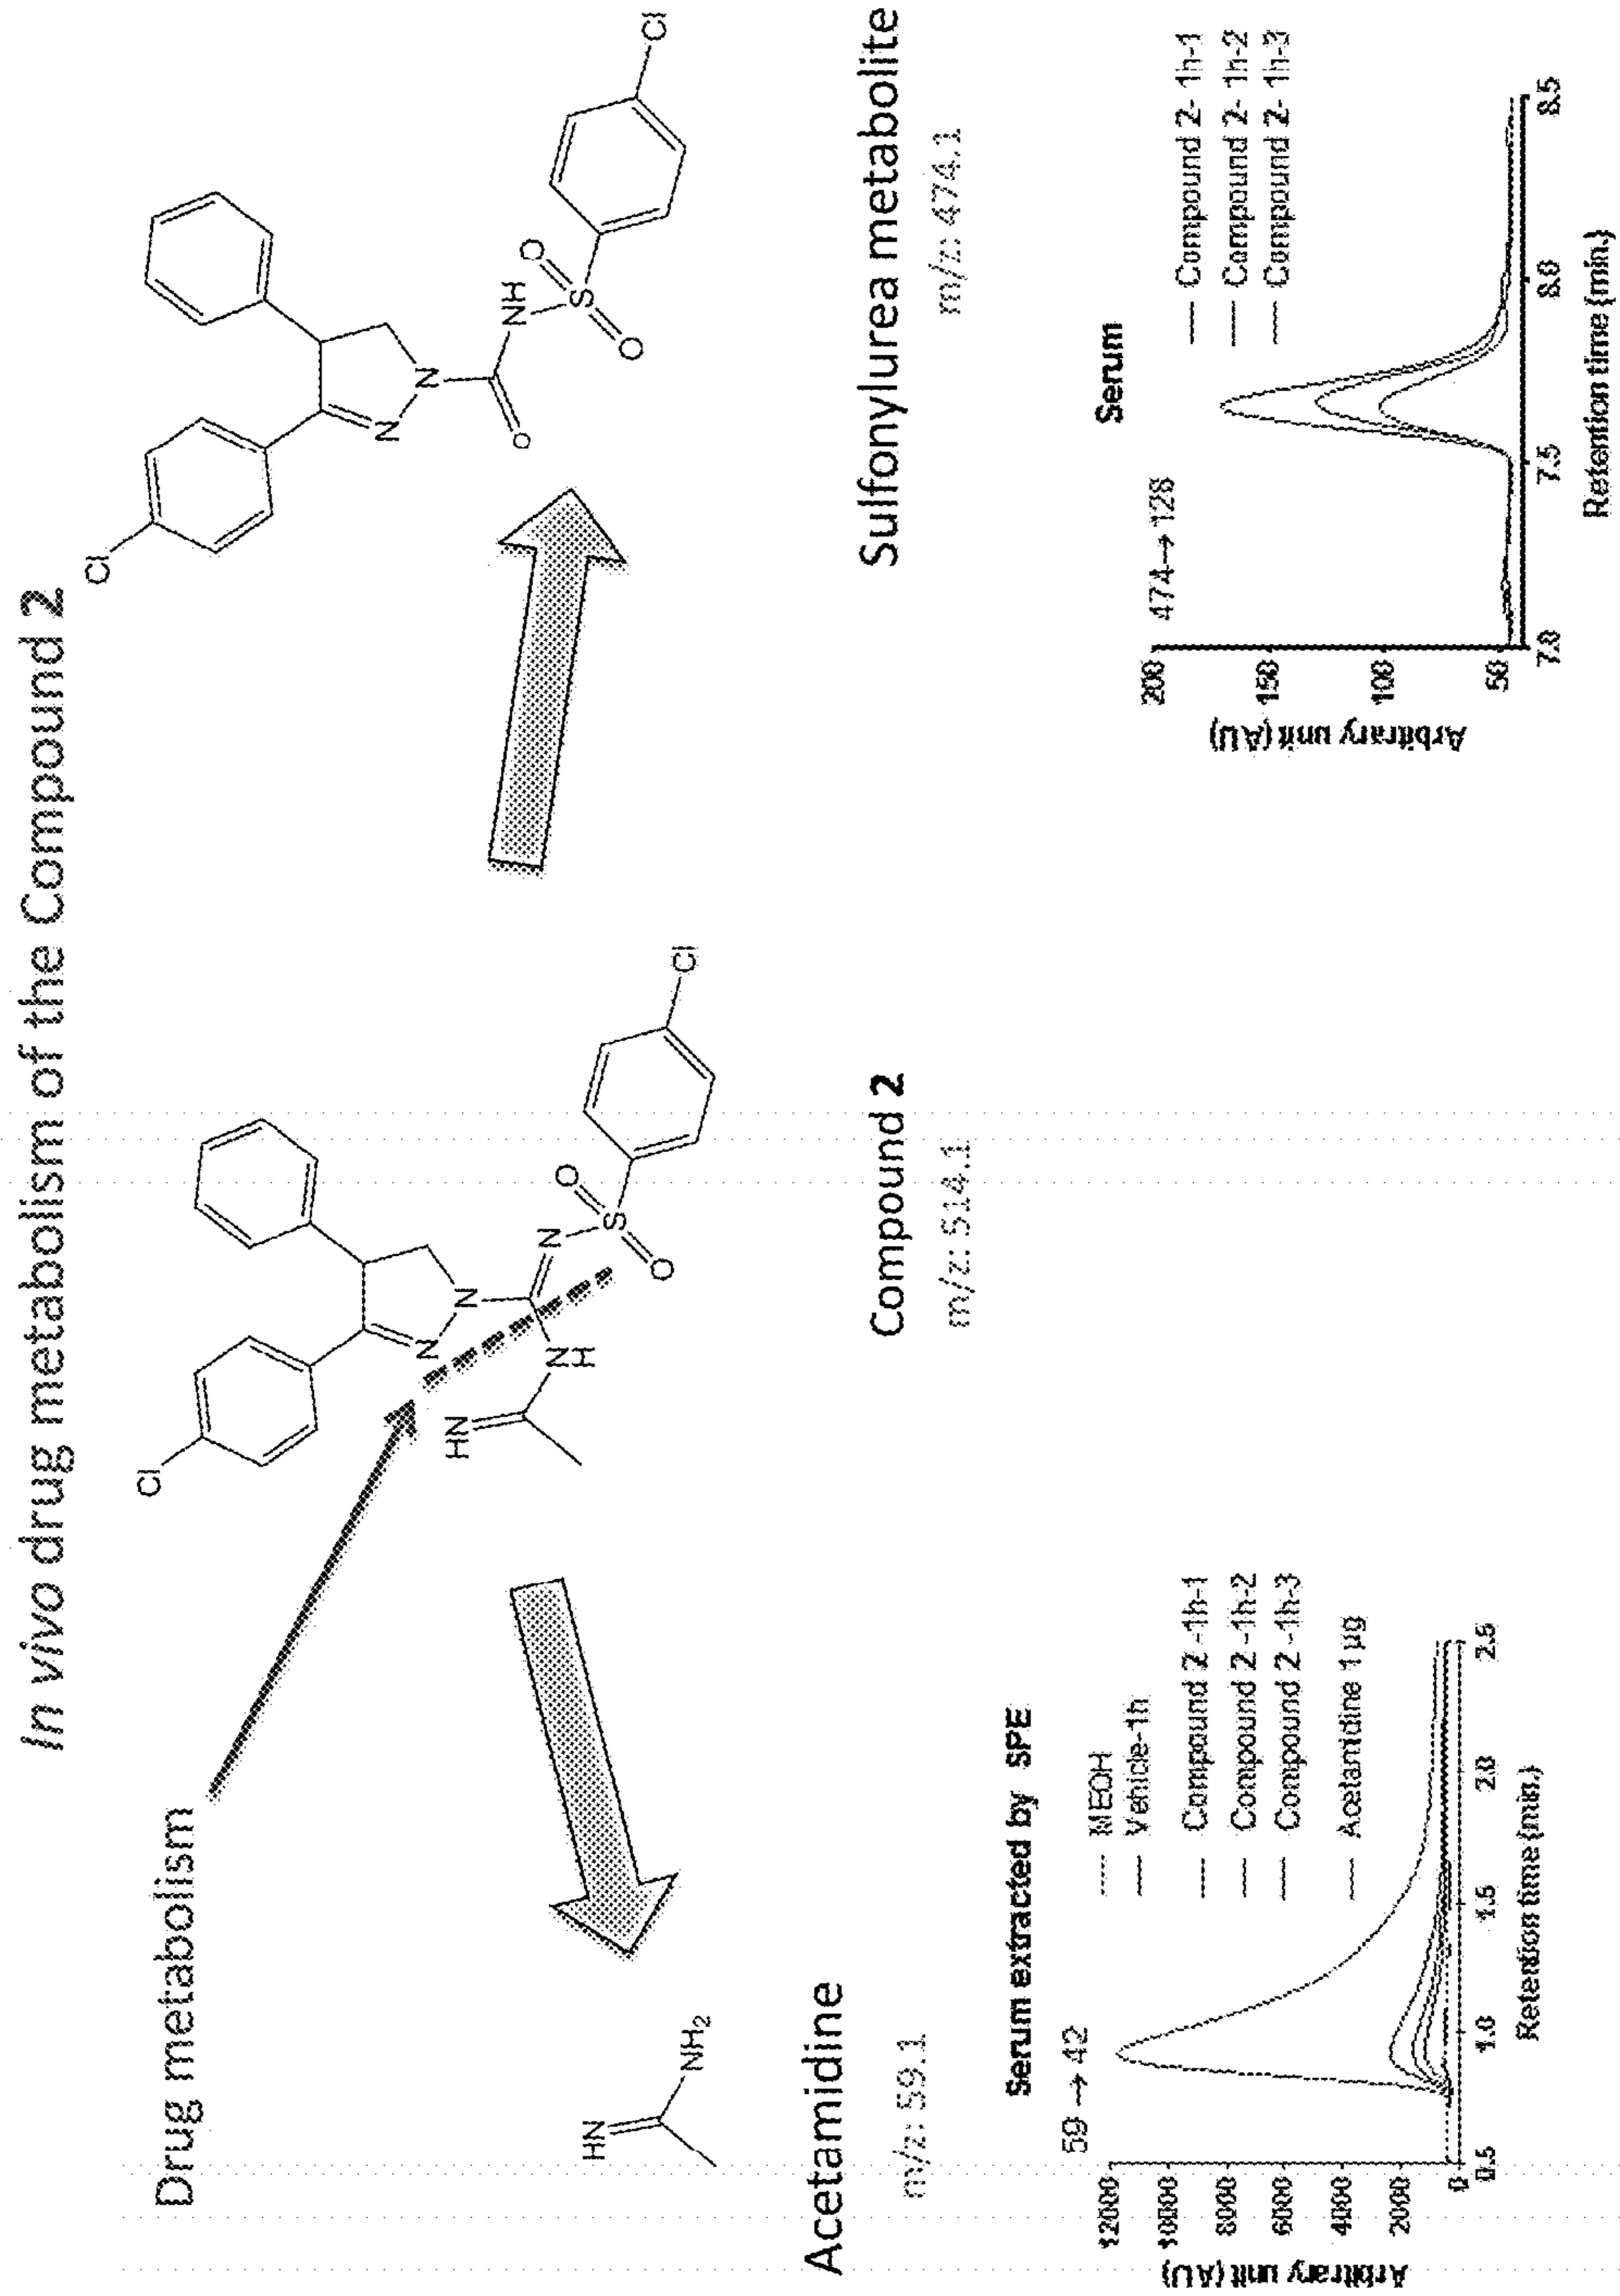 In vivo drug metabolism of the Compound 2
Drug metabolism
HN
NH2
Acetamidine
m/z: 59.1
Cl
N
N
N
HN
NH
S
O
O
Cl
Compound 2
m/z: 514.1
Cl
N
N
O
NH
S
O
O
Cl
Sulfonylurea metabolite
m/z: 474.1
Serum extracted by SPE
59 → 42
MEOH
Vehicle-1h
Compound 2 -1h-1
Compound 2 -1h-2
Compound 2 -1h-3
Acetamidine 1 µg
Arbitrary unit (AU)
12000
10000
8000
6000
4000
2000
0
0.5 1.0 1.5 2.0 2.5
Retention time (min.)
Serum
474→ 128
Compound 2- 1h-1
Compound 2- 1h-2
Compound 2- 1h-3
Arbitrary unit (AU)
200
150
100
50
7.0 7.5 8.0 8.5
Retention time (min.)